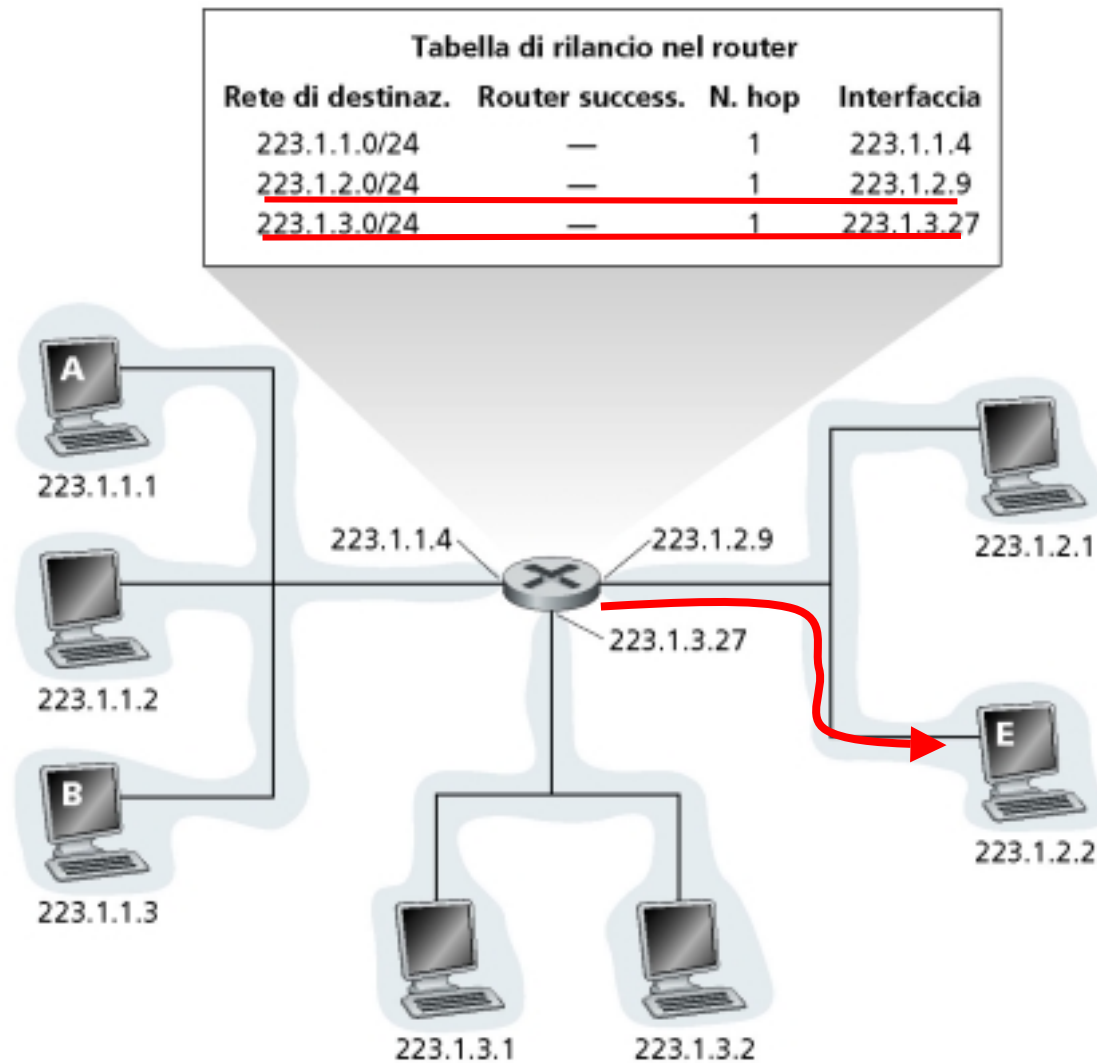 Tabella di rilancio nel router
Rete di destinaz. Router success. N. hop Interfaccia
223.1.1.0/24 — 1 223.1.1.4
223.1.2.0/24 — 1 223.1.2.9
223.1.3.0/24 — 1 223.1.3.27
A
223.1.1.1
223.1.1.4
223.1.2.9
223.1.2.1
223.1.3.27
223.1.1.2
E
B
223.1.2.2
223.1.1.3
223.1.3.1
223.1.3.2